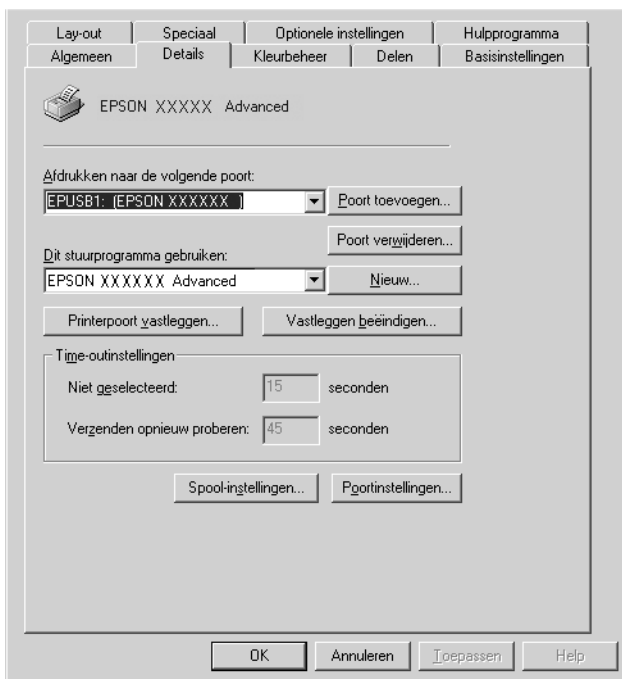 Lay-out Speciaal Optionele instellingen Hulpprogramma
Algemeen Details Kleurbeheer Delen Basisinstellingen
EPSON XXXXX Advanced
Afdrukken naar de volgende poort:
EPUSB1: (EPSON XXXXXX ) Poort toevoegen...
Poort verwijderen...
Dit stuurprogramma gebruiken:
EPSON XXXXXX Advanced Nieuw...
Printerpoort vastleggen... Vastleggen beëindigen...
Time-outinstellingen
Niet geselecteerd: 15 seconden
Verzenden opnieuw proberen: 45 seconden
Spool-instellingen... Poortinstellingen...
OK Annuleren Toepassen Help